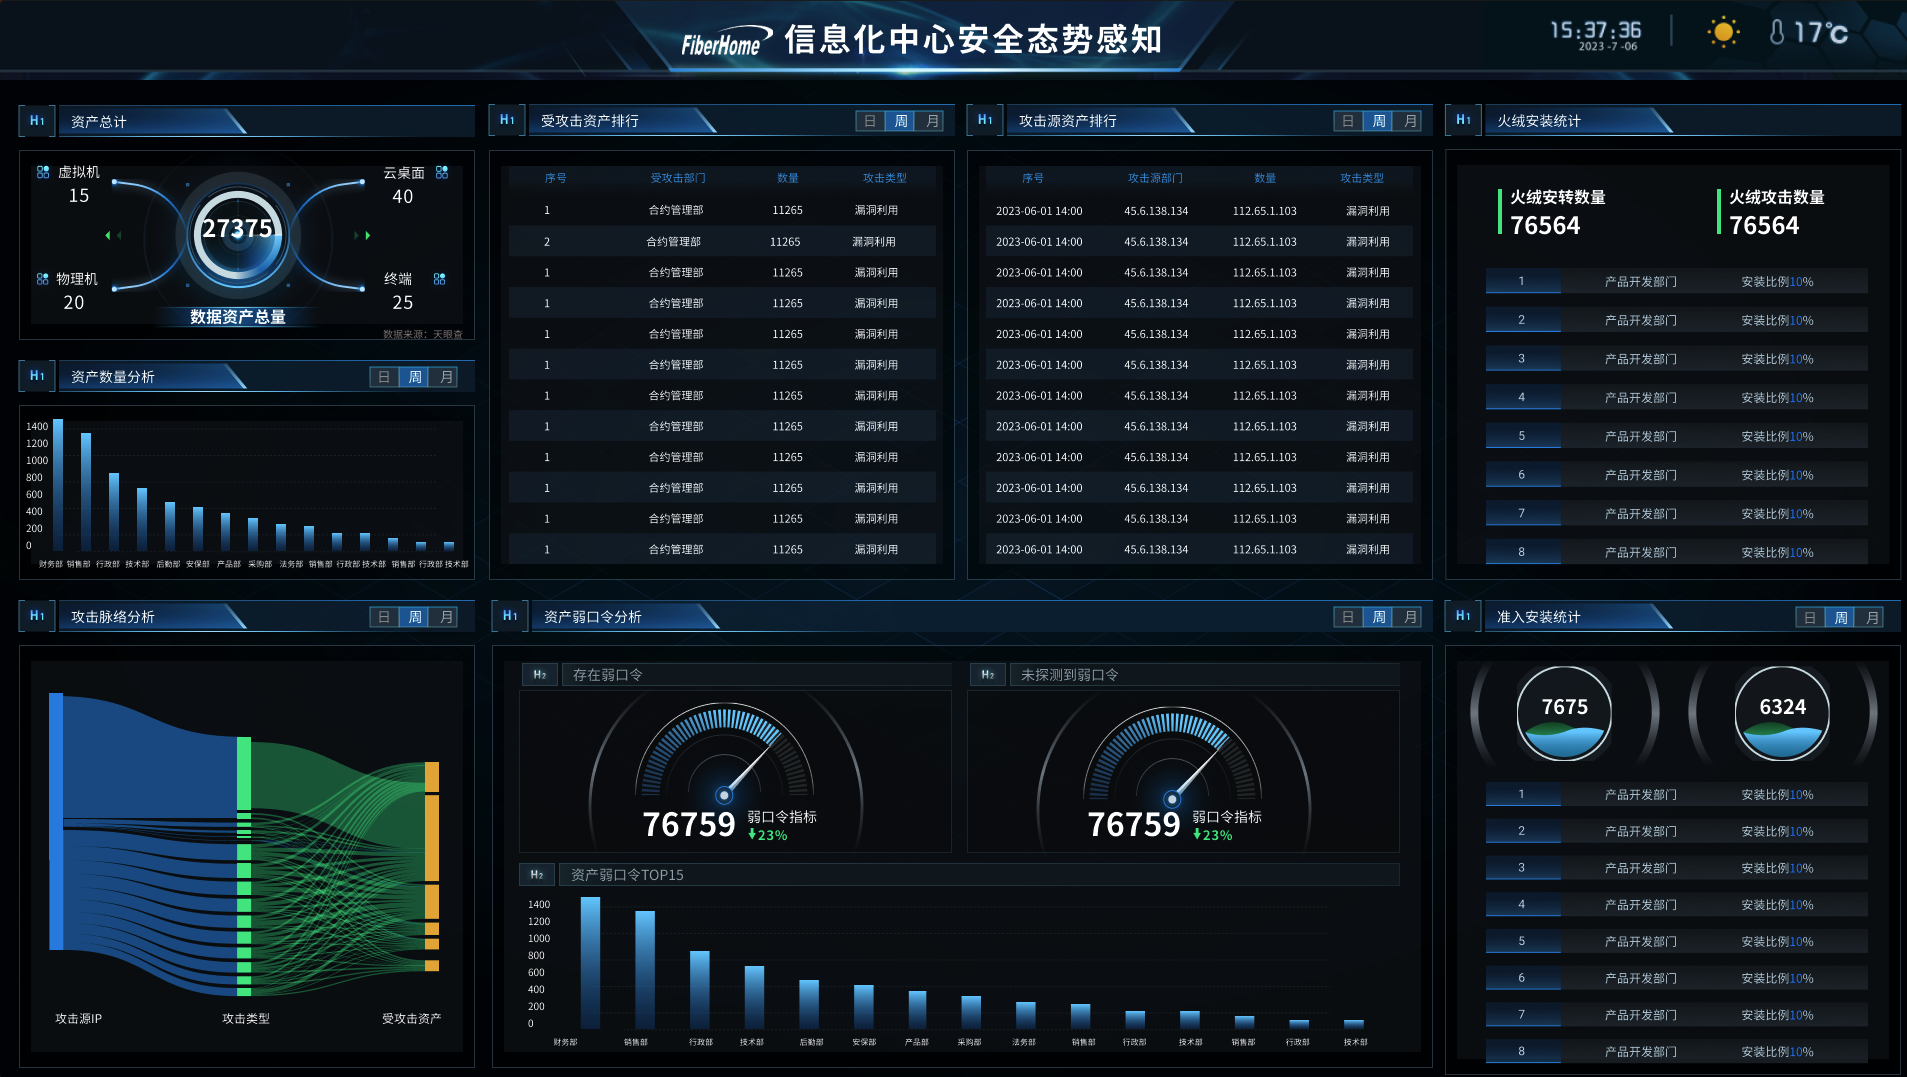 FiberHome 信息化中心安全态势感知
15:37:36
2023 -7 -06
17℃
H1 资产总计
虚拟机
15
云桌面
40
27375
物理机
20
终端
25
数据资产总量
数据来源：天眼查
H1 资产数量分析 日 周 月
1400
1200
1000
800
600
400
200
0
财务部 销售部 行政部 技术部 后勤部 安保部 产品部 采购部 法务部 销售部 行政部 技术部 销售部 行政部 技术部
H1 受攻击资产排行 日 周 月
序号 受攻击部门 数量 攻击类型
1 合约管理部 11265 漏洞利用
2 合约管理部 11265 漏洞利用
1 合约管理部 11265 漏洞利用
1 合约管理部 11265 漏洞利用
1 合约管理部 11265 漏洞利用
1 合约管理部 11265 漏洞利用
1 合约管理部 11265 漏洞利用
1 合约管理部 11265 漏洞利用
1 合约管理部 11265 漏洞利用
1 合约管理部 11265 漏洞利用
1 合约管理部 11265 漏洞利用
1 合约管理部 11265 漏洞利用
H1 攻击源资产排行 日 周 月
序号 攻击源部门 数量 攻击类型
2023-06-01 14:00 45.6.138.134 112.65.1.103 漏洞利用
2023-06-01 14:00 45.6.138.134 112.65.1.103 漏洞利用
2023-06-01 14:00 45.6.138.134 112.65.1.103 漏洞利用
2023-06-01 14:00 45.6.138.134 112.65.1.103 漏洞利用
2023-06-01 14:00 45.6.138.134 112.65.1.103 漏洞利用
2023-06-01 14:00 45.6.138.134 112.65.1.103 漏洞利用
2023-06-01 14:00 45.6.138.134 112.65.1.103 漏洞利用
2023-06-01 14:00 45.6.138.134 112.65.1.103 漏洞利用
2023-06-01 14:00 45.6.138.134 112.65.1.103 漏洞利用
2023-06-01 14:00 45.6.138.134 112.65.1.103 漏洞利用
2023-06-01 14:00 45.6.138.134 112.65.1.103 漏洞利用
2023-06-01 14:00 45.6.138.134 112.65.1.103 漏洞利用
H1 火绒安装统计
火绒安转数量
76564
火绒攻击数量
76564
1 产品开发部门 安装比例10%
2 产品开发部门 安装比例10%
3 产品开发部门 安装比例10%
4 产品开发部门 安装比例10%
5 产品开发部门 安装比例10%
6 产品开发部门 安装比例10%
7 产品开发部门 安装比例10%
8 产品开发部门 安装比例10%
H1 攻击脉络分析 日 周 月
攻击源IP 攻击类型 受攻击资产
H1 资产弱口令分析 日 周 月
H2 存在弱口令
76759 弱口令指标
23%
H2 未探测到弱口令
76759 弱口令指标
23%
H2 资产弱口令TOP15
1400
1200
1000
800
600
400
200
0
财务部 销售部 行政部 技术部 后勤部 安保部 产品部 采购部 法务部 销售部 行政部 技术部 销售部 行政部 技术部
H1 准入安装统计 日 周 月
7675
6324
1 产品开发部门 安装比例10%
2 产品开发部门 安装比例10%
3 产品开发部门 安装比例10%
4 产品开发部门 安装比例10%
5 产品开发部门 安装比例10%
6 产品开发部门 安装比例10%
7 产品开发部门 安装比例10%
8 产品开发部门 安装比例10%